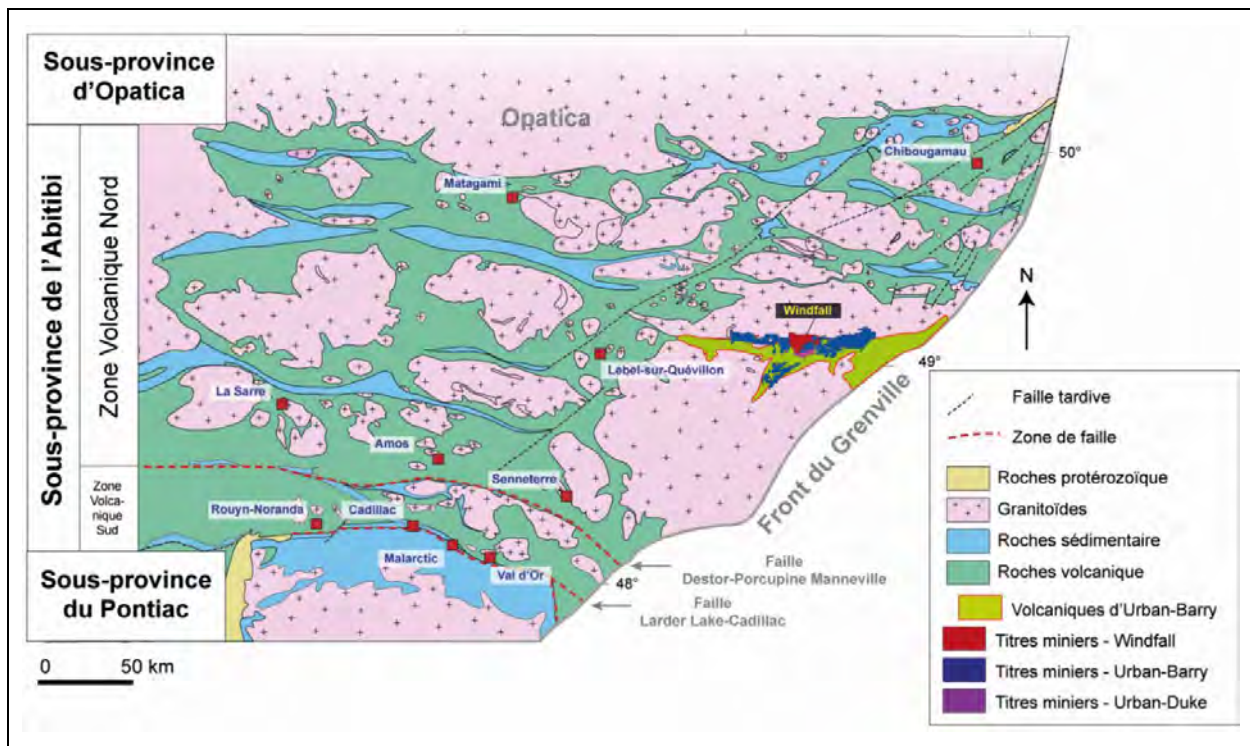 Sous-province
d'Opatica
Opatica
Chibougamau
50°
Matagami
Sous-province de l'Abitibi
Zone Volcanique Nord
N
Windfall
Lebel-sur-Quévillon
49°
La Sarre
Amos
Senneterre
Front du Grenville
Zone
Volca-
nique
Sud
Rouyn-Noranda
Cadillac
Malarctic
Val d'Or
48°
Faille
Destor-Porcupine Manneville
Faille
Larder Lake-Cadillac
Sous-province
du Pontiac
0 50 km
Faille tardive
Zone de faille
Roches protérozoïque
Granitoïdes
Roches sédimentaire
Roches volcanique
Volcaniques d'Urban-Barry
Titres miniers - Windfall
Titres miniers - Urban-Barry
Titres miniers - Urban-Duke